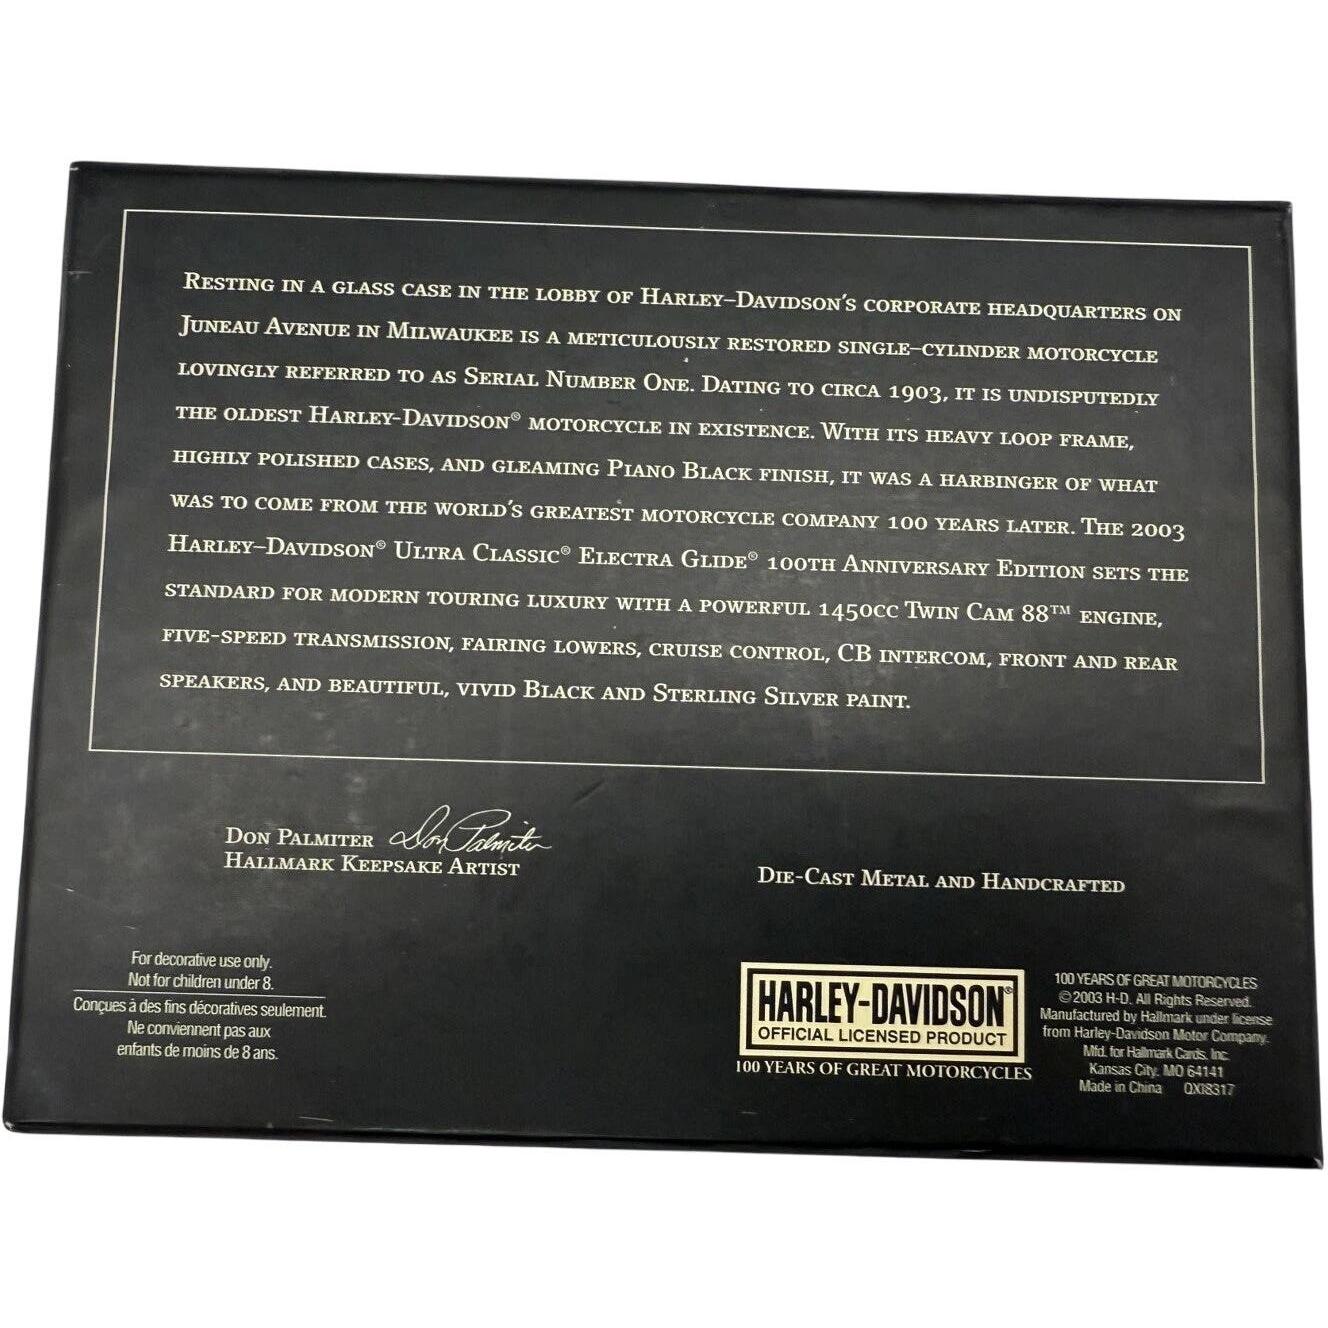 Resting in a glass case in the lobby of Harley–Davidson's corporate headquarters on
Juneau Avenue in Milwaukee is a meticulously restored single–cylinder motorcycle
lovingly referred to as Serial Number One. Dating to circa 1903, it is undisputedly
the oldest Harley-Davidson® motorcycle in existence. With its heavy loop frame,
highly polished cases, and gleaming Piano Black finish, it was a harbinger of what
was to come from the world's greatest motorcycle company 100 years later. The 2003
Harley–Davidson® Ultra Classic® Electra Glide® 100th Anniversary Edition sets the
standard for modern touring luxury with a powerful 1450cc Twin Cam 88™ engine,
five-speed transmission, fairing lowers, cruise control, CB intercom, front and rear
speakers, and beautiful, vivid Black and Sterling Silver paint.
Don Palmiter Don Palmiter
Hallmark Keepsake Artist
Die-Cast Metal and Handcrafted
For decorative use only.
Not for children under 8.
Conçues à des fins décoratives seulement.
Ne conviennent pas aux
enfants de moins de 8 ans.
HARLEY-DAVIDSON®
OFFICIAL LICENSED PRODUCT
100 YEARS OF GREAT MOTORCYCLES
100 YEARS OF GREAT MOTORCYCLES
©2003 H-D. All Rights Reserved.
Manufactured by Hallmark under license
from Harley-Davidson Motor Company.
Mfd. for Hallmark Cards, Inc.
Kansas City, MO 64141
Made in China QXI8317